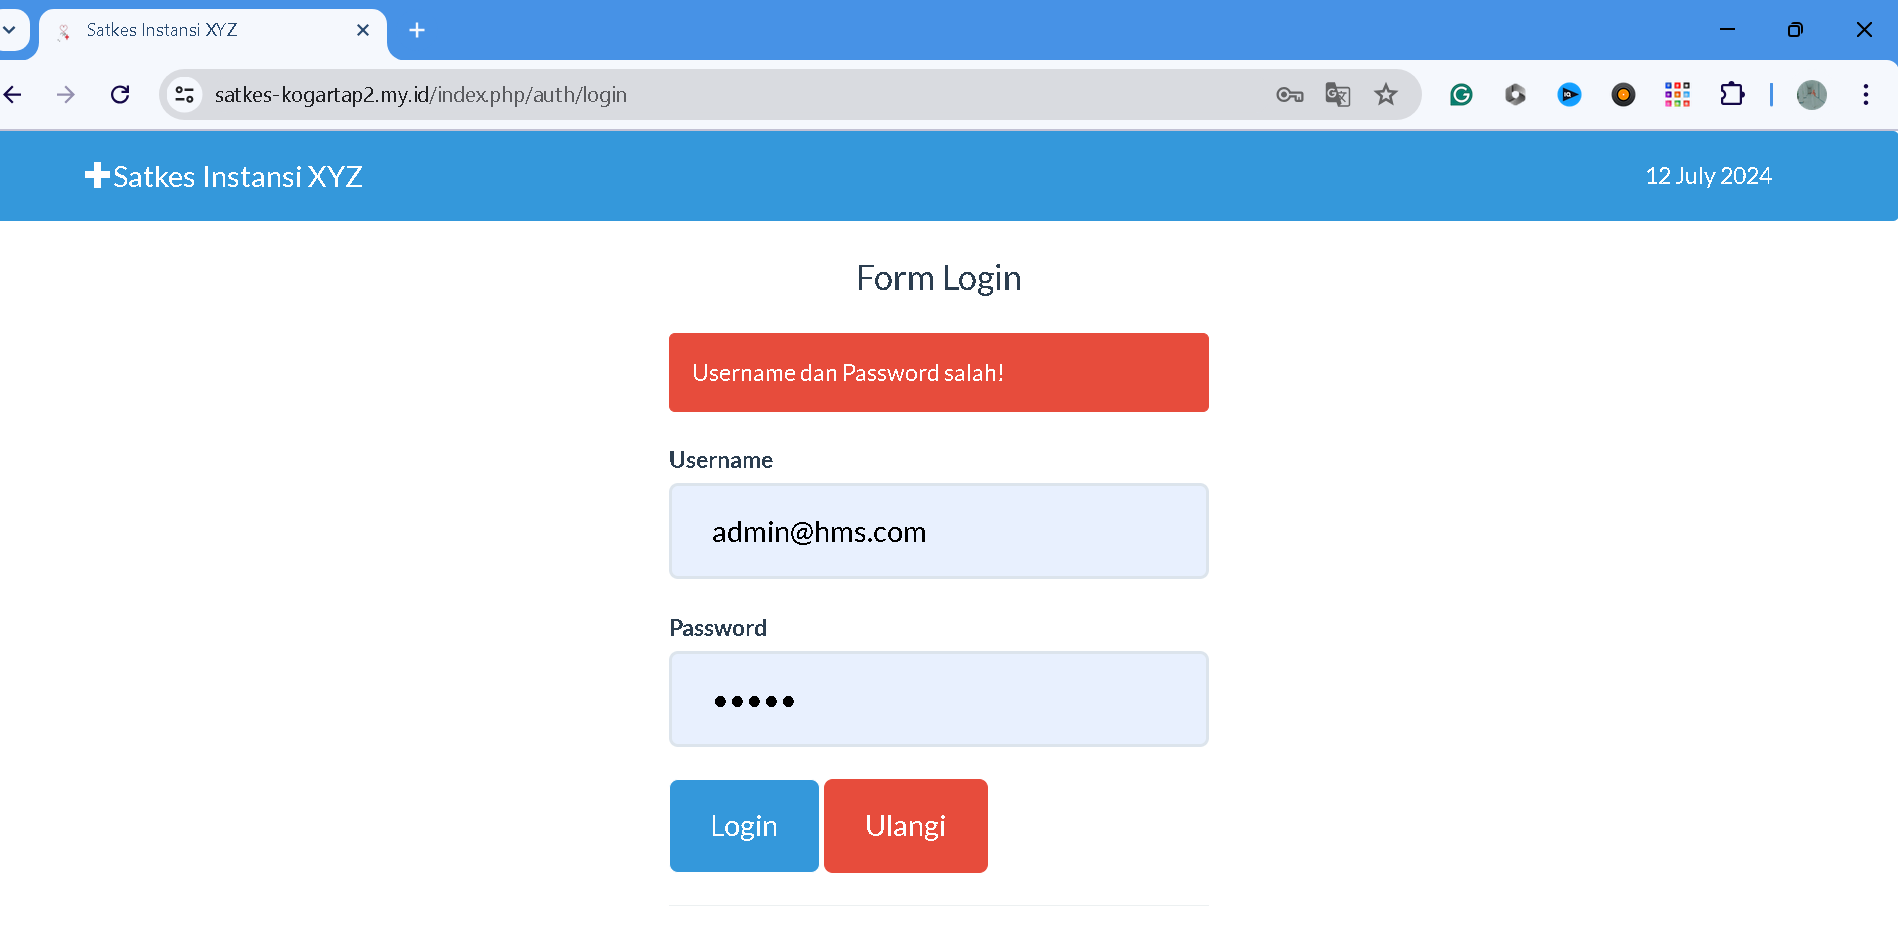 Satkes Instansi XYZ
satkes-kogartap2.my.id/index.php/auth/login
Satkes Instansi XYZ
12 July 2024
Form Login
Username dan Password salah!
Username
admin@hms.com
Password
Login
Ulangi